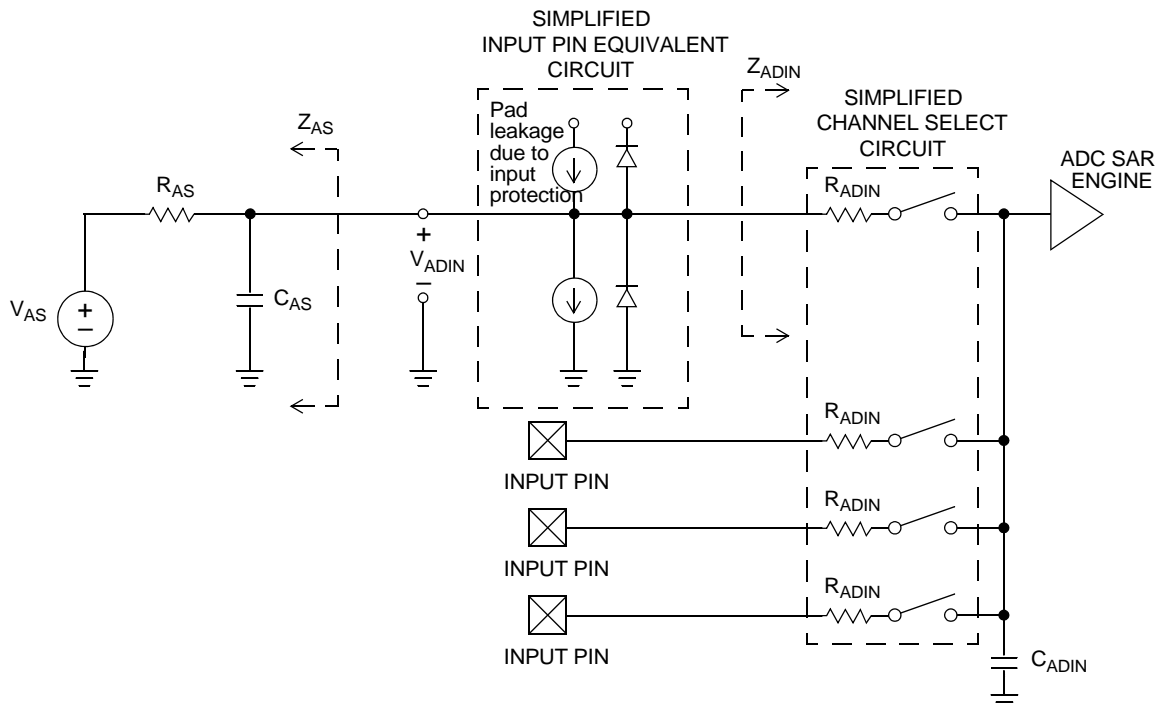 SIMPLIFIED
INPUT PIN EQUIVALENT
CIRCUIT
Z_ADIN
SIMPLIFIED
CHANNEL SELECT
CIRCUIT
Pad
leakage
due to
input
protection
Z_AS
R_AS
R_ADIN
ADC SAR
ENGINE
+
V_ADIN
−
V_AS
+
−
C_AS
R_ADIN
INPUT PIN
R_ADIN
INPUT PIN
R_ADIN
INPUT PIN
C_ADIN